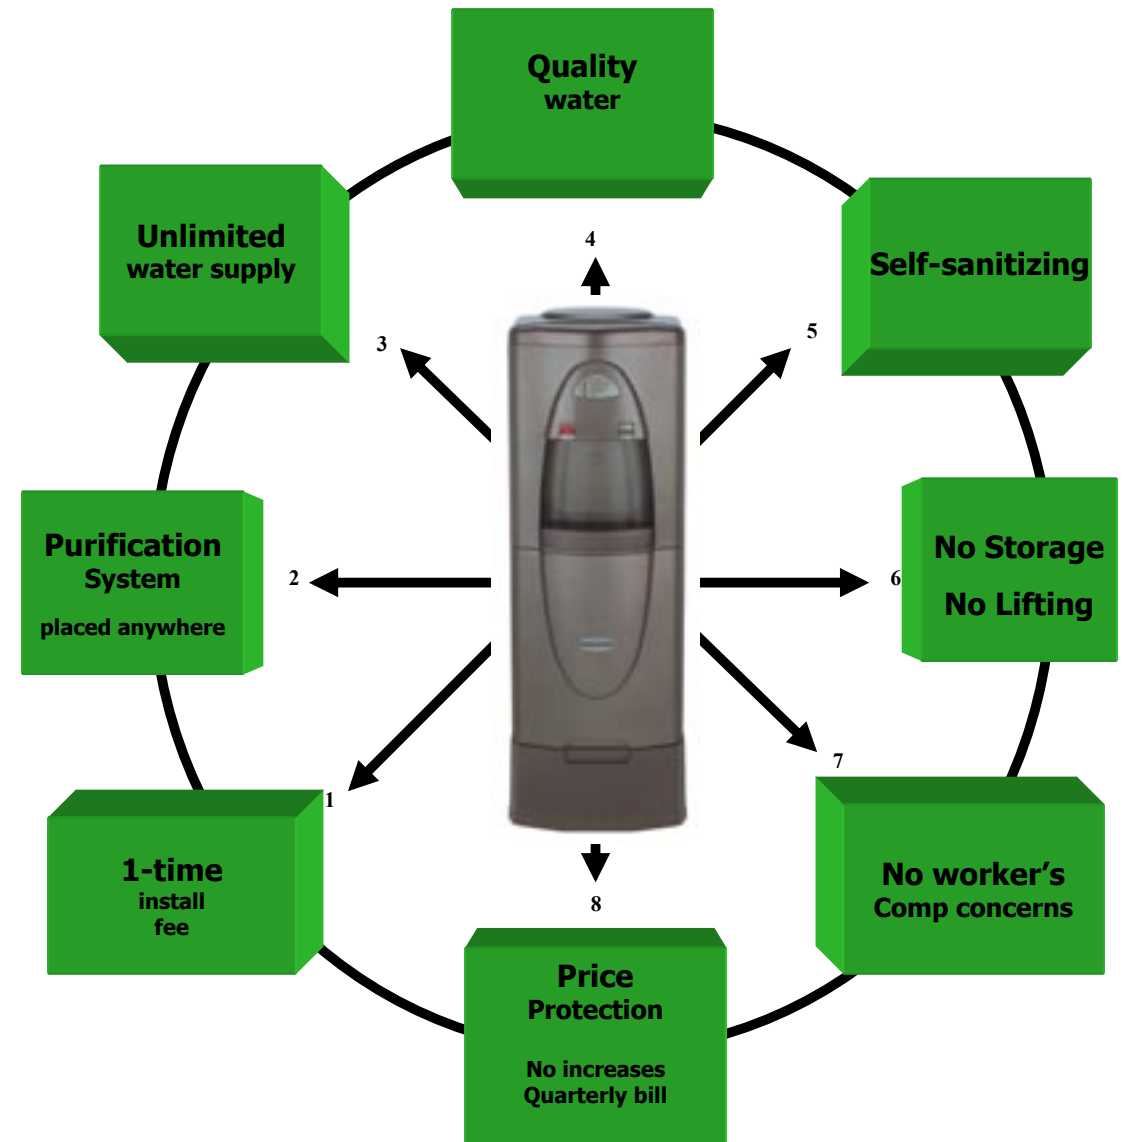 Quality
water
4
Unlimited
water supply
3
Self-sanitizing
5
Purification
System
placed anywhere
2
No Storage
No Lifting
6
1-time
install
fee
1
No worker’s
Comp concerns
7
8
Price
Protection
No increases
Quarterly bill